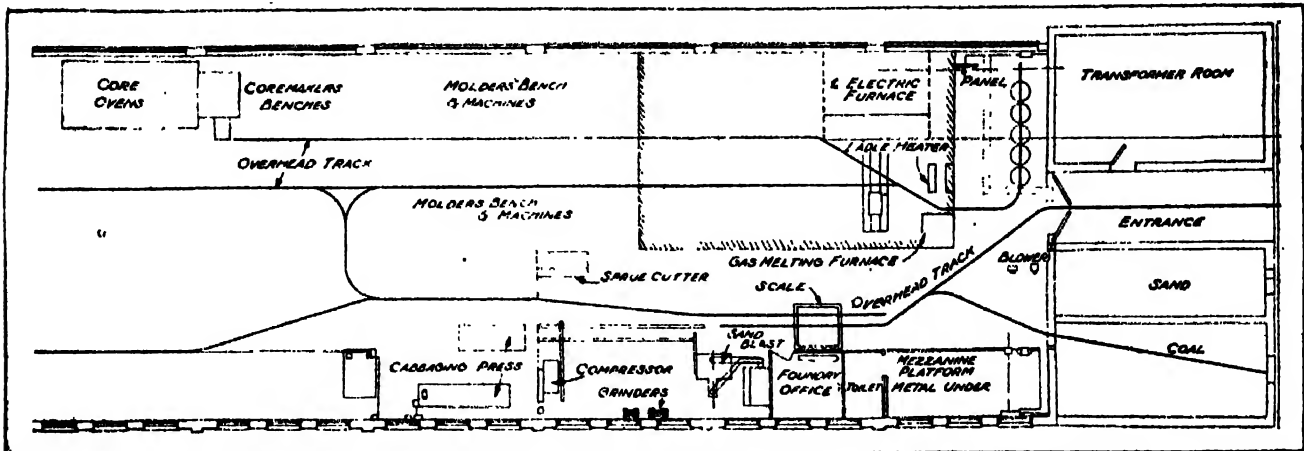 CORE
OVENS
COREMAKERS
BENCHES
MOLDERS' BENCH
& MACHINES
ELECTRIC
FURNACE
PANEL
TRANSFORMER ROOM
OVERHEAD TRACK
LADLE HEATER
MOLDERS BENCH
& MACHINES
ENTRANCE
GAS MELTING FURNACE
BLOWER
SPRUE CUTTER
SCALE
OVERHEAD TRACK
SAND
SAND
BLAST
COAL
CABBAGING PRESS
COMPRESSOR
GRINDERS
FOUNDRY
OFFICE
TOILET
MEZZANINE
PLATFORM
METAL UNDER